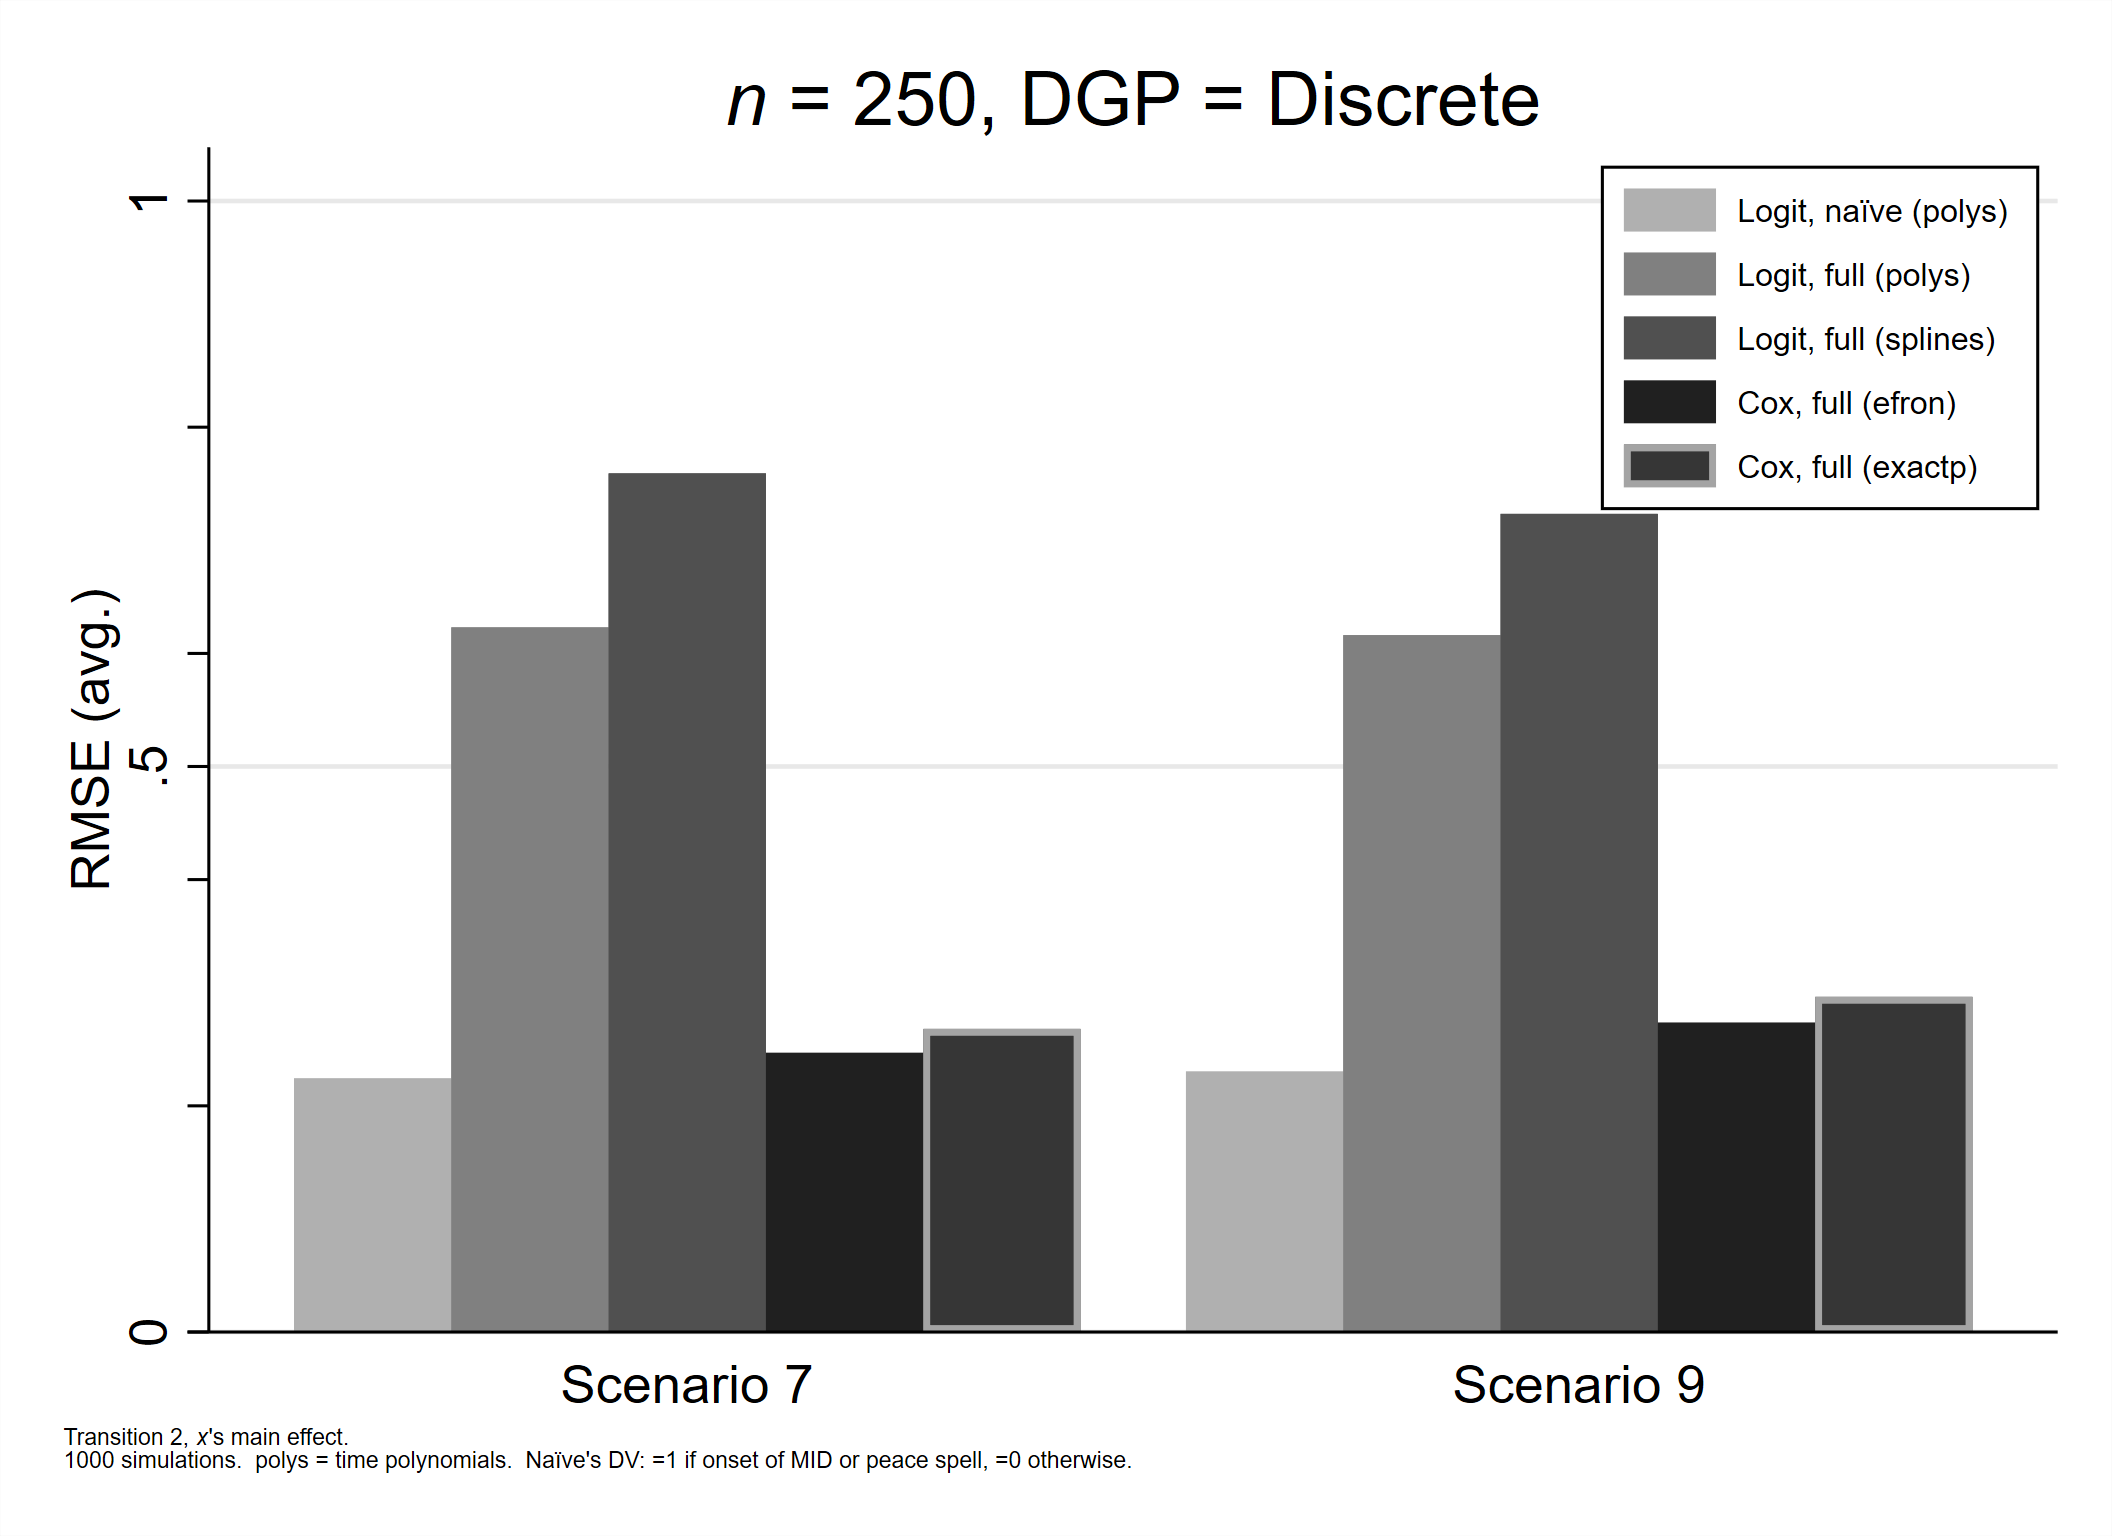 n = 250, DGP = Discrete
RMSE (avg.)
1
.5
0
Logit, naïve (polys)
Logit, full (polys)
Logit, full (splines)
Cox, full (efron)
Cox, full (exactp)
Scenario 7
Scenario 9
Transition 2, x's main effect.
1000 simulations.  polys = time polynomials.  Naïve's DV: =1 if onset of MID or peace spell, =0 otherwise.